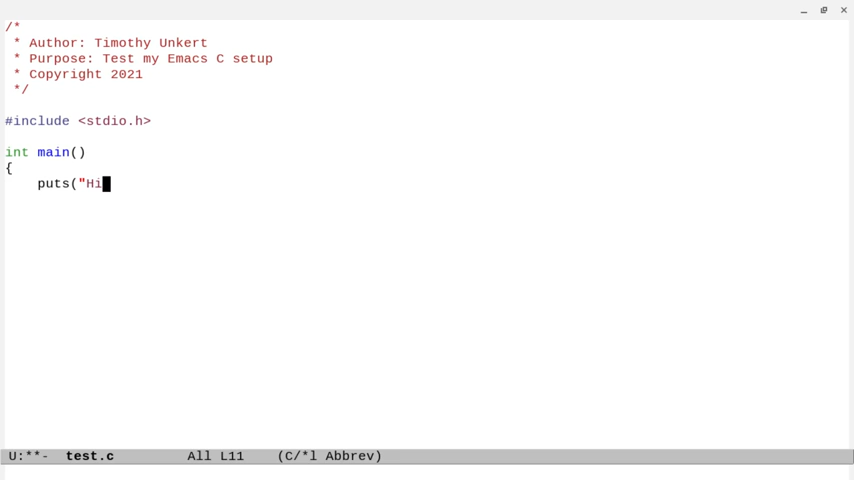 /*
 * Author: Timothy Unkert
 * Purpose: Test my Emacs C setup
 * Copyright 2021
 */

#include <stdio.h>

int main()
{
    puts("Hi
U:**-  test.c         All L11    (C/*l Abbrev)